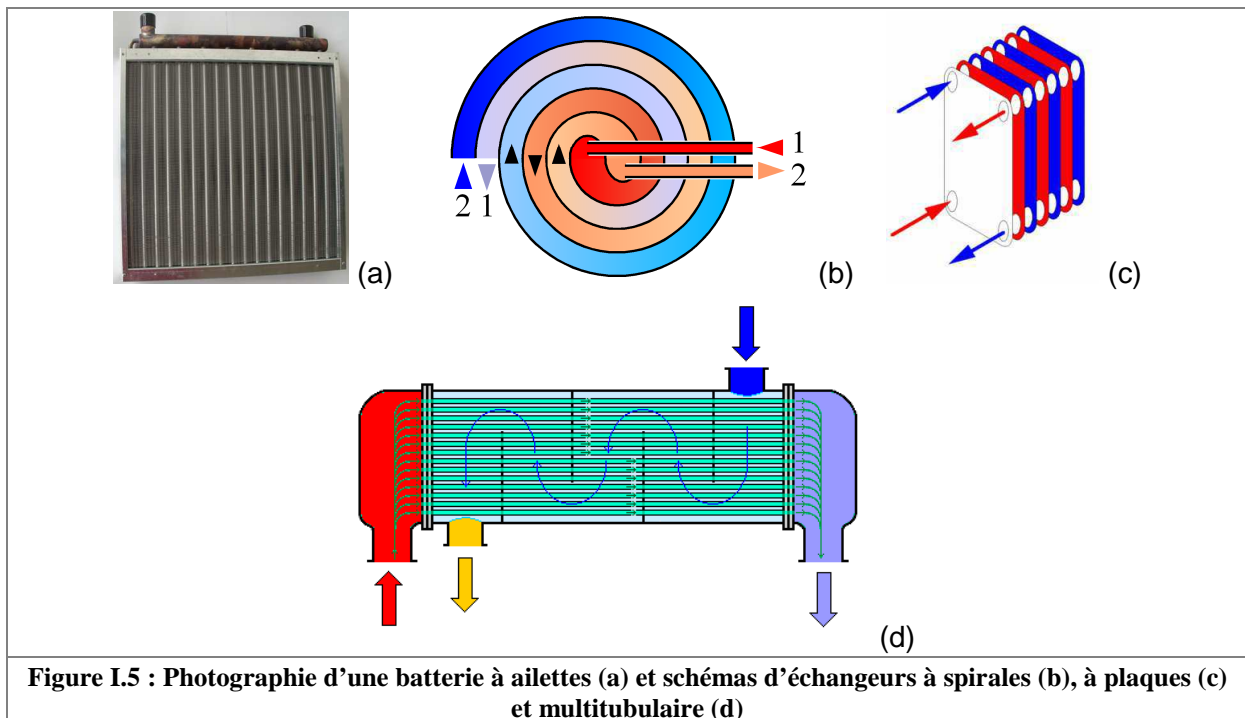 (a)
1
2
2 1
(b)
(c)
(d)
Figure I.5 : Photographie d'une batterie à ailettes (a) et schémas d'échangeurs à spirales (b), à plaques (c)
et multitubulaire (d)